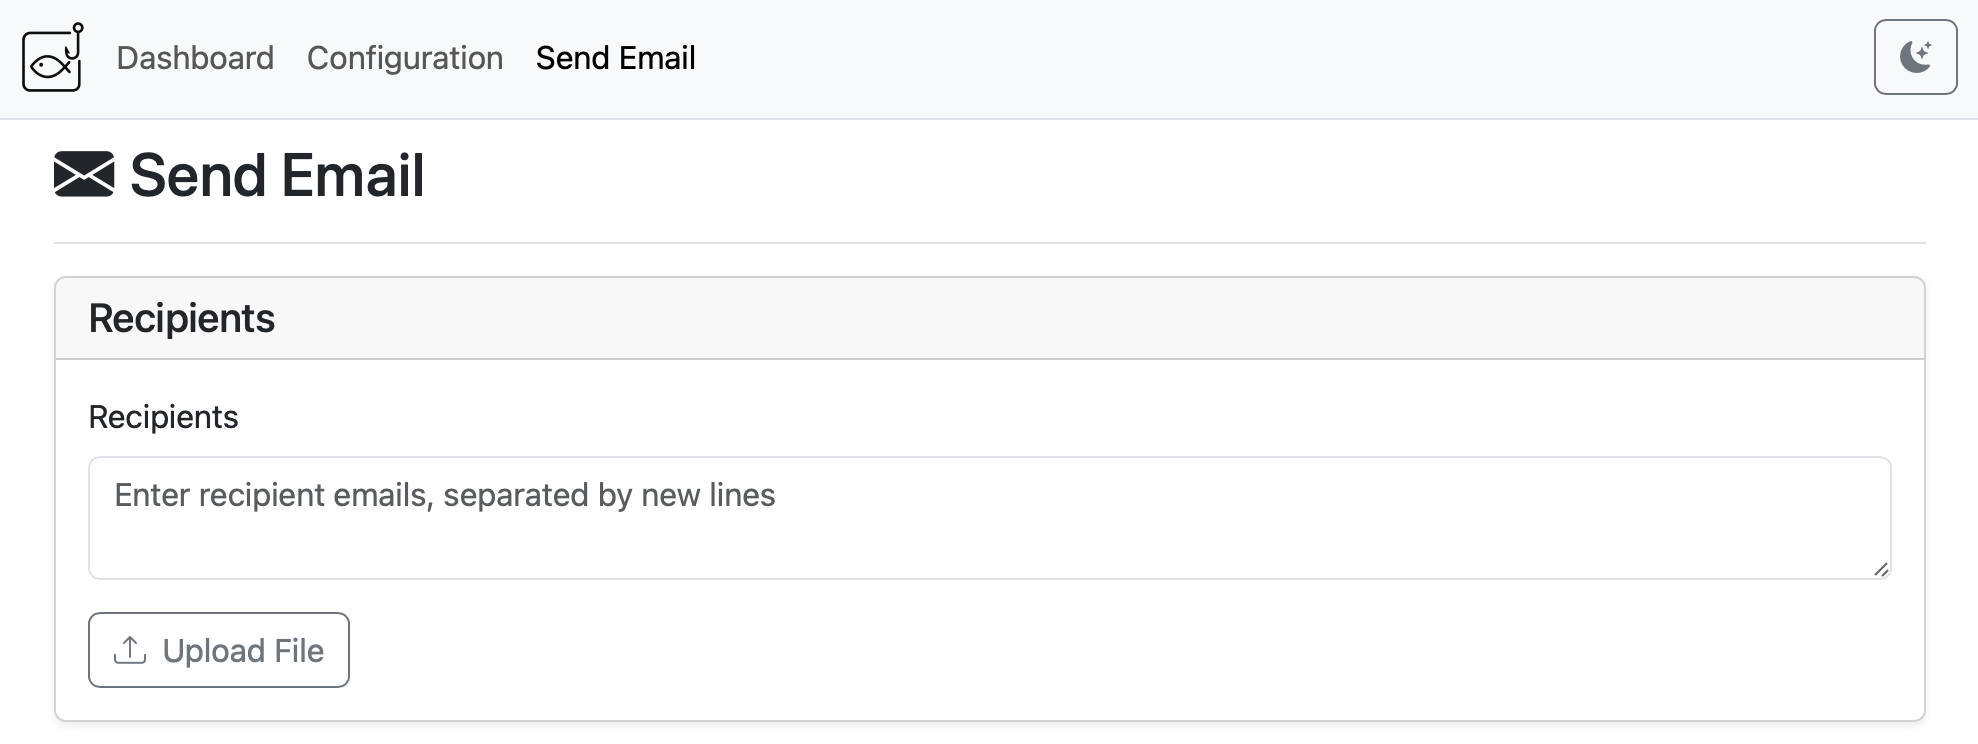 Dashboard Configuration Send Email
Send Email
Recipients
Recipients
Enter recipient emails, separated by new lines
Upload File